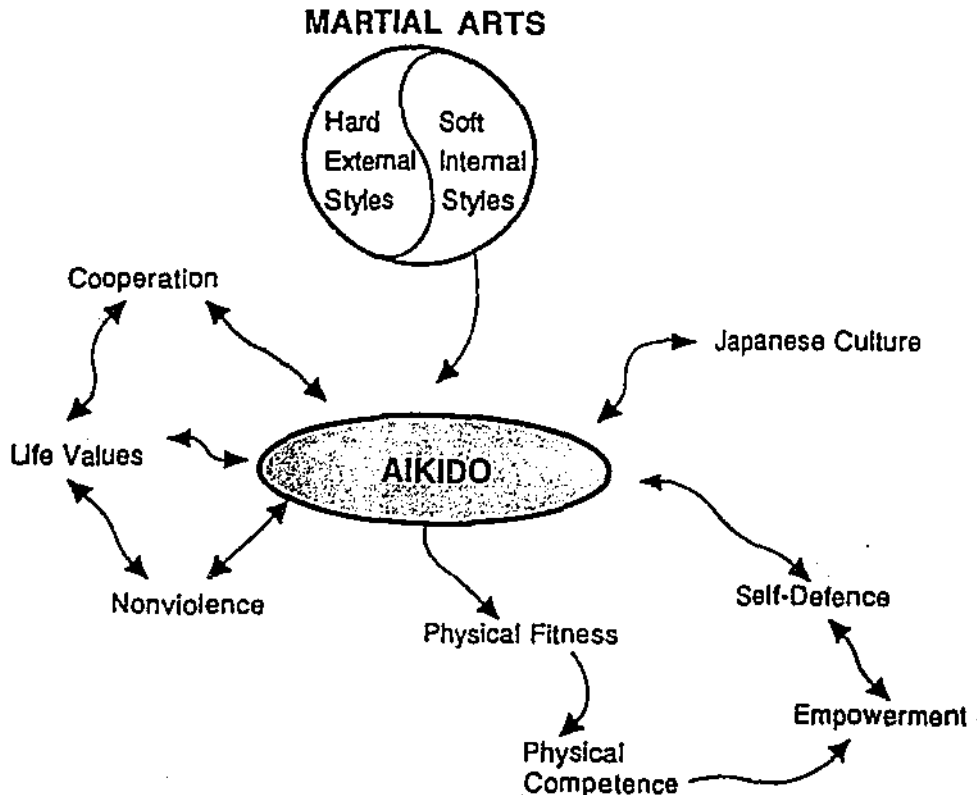 MARTIAL ARTS
Hard
External
Styles
Soft
Internal
Styles
Cooperation
Japanese Culture
Life Values
AIKIDO
Nonviolence
Self-Defence
Physical Fitness
Empowerment
Physical
Competence